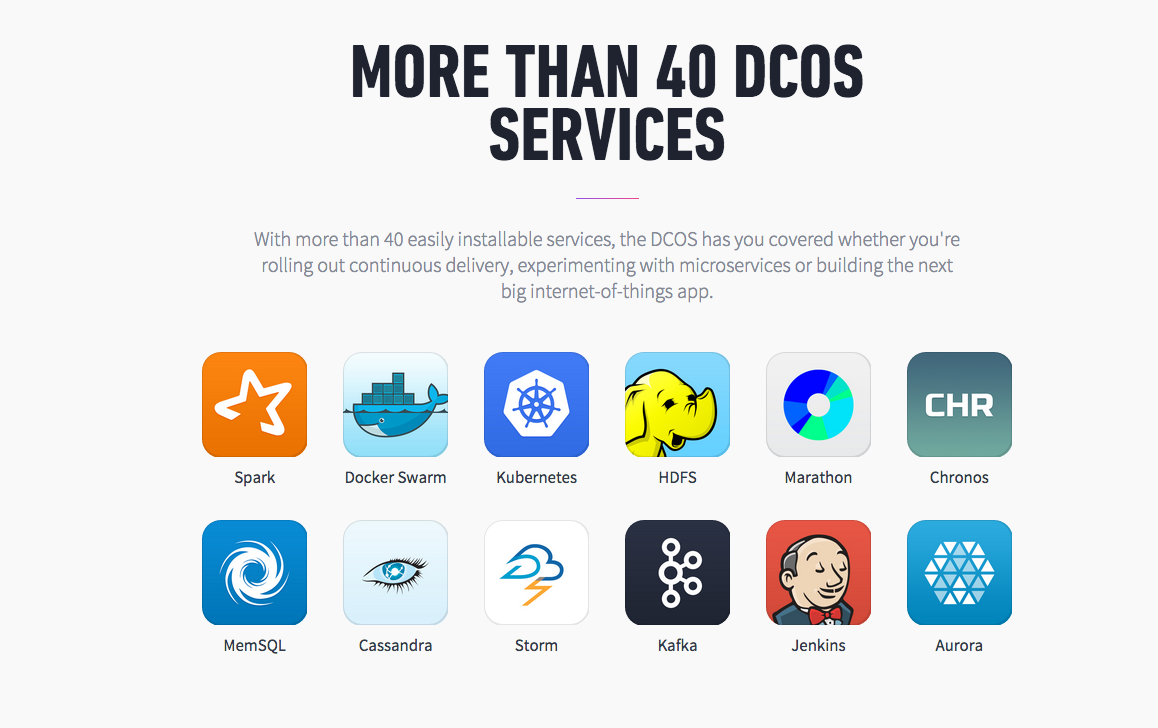 MORE THAN 40 DCOS
SERVICES
With more than 40 easily installable services, the DCOS has you covered whether you're
rolling out continuous delivery, experimenting with microservices or building the next
big internet-of-things app.
CHR
Spark Docker Swarm Kubernetes HDFS Marathon Chronos
MemSQL Cassandra Storm Kafka Jenkins Aurora